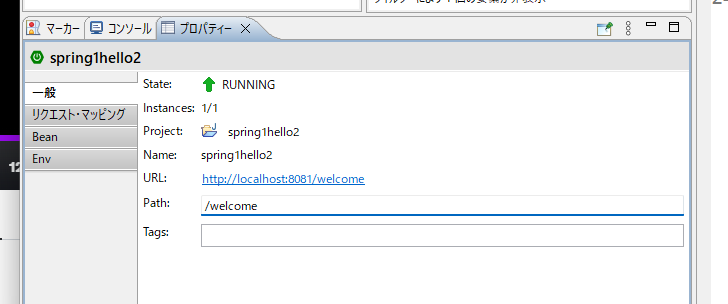 マーカー コンソール プロパティー
spring1hello2
一般
リクエスト・マッピング
Bean
Env
State: RUNNING
Instances: 1/1
Project: spring1hello2
Name: spring1hello2
URL: http://localhost:8081/welcome
Path: /welcome
Tags: